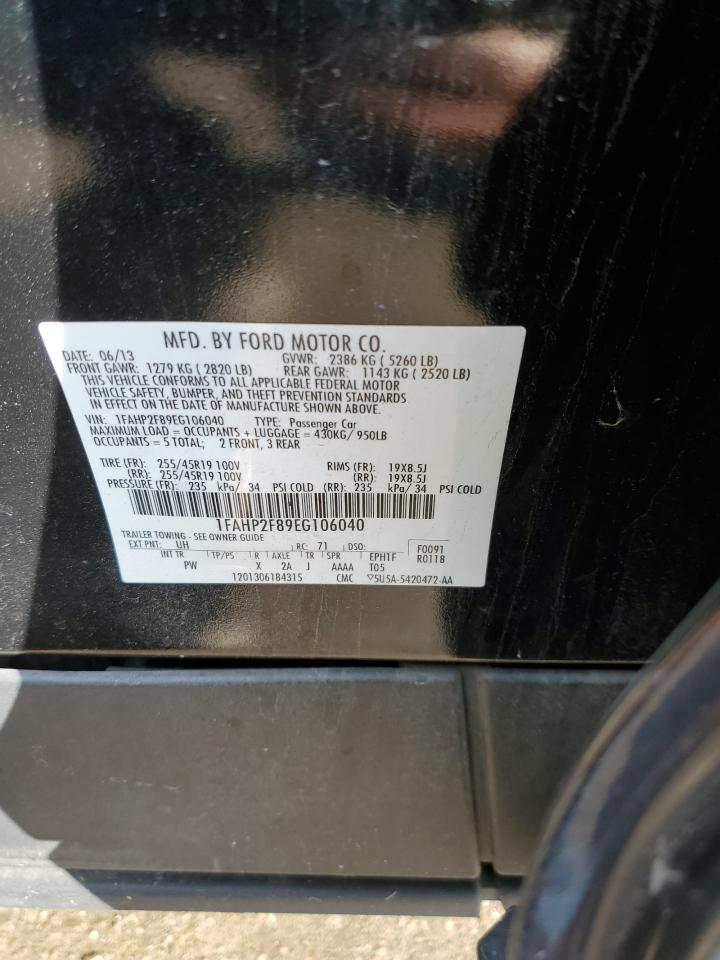 MFD. BY FORD MOTOR CO.
DATE: 06/13 GVWR: 2386 KG ( 5260 LB)
FRONT GAWR: 1279 KG ( 2820 LB) REAR GAWR: 1143 KG ( 2520 LB)
THIS VEHICLE CONFORMS TO ALL APPLICABLE FEDERAL MOTOR
VEHICLE SAFETY, BUMPER, AND THEFT PREVENTION STANDARDS
IN EFFECT ON THE DATE OF MANUFACTURE SHOWN ABOVE.
VIN: 1FAHP2F89EG106040 TYPE: Passenger Car
MAXIMUM LOAD = OCCUPANTS + LUGGAGE = 430KG/ 950LB
OCCUPANTS = 5 TOTAL; 2 FRONT, 3 REAR
TIRE (FR): 255/45R19 100V RIMS (FR): 19X8.5J
(RR): 255/45R19 100V (RR): 19X8.5J
PRESSURE (FR): 235 kPa/ 34 PSI COLD (RR): 235 kPa/ 34 PSI COLD
1FAHP2F89EG106040
TRAILER TOWING - SEE OWNER GUIDE
EXT PNT: UH RC: 71 DSO: F0091
INT TR TP/PS R AXLE TR SPR EPH1F R0118
PW X 2A J AAAA T05
1201306184315 CMC ▽5U5A-5420472-AA